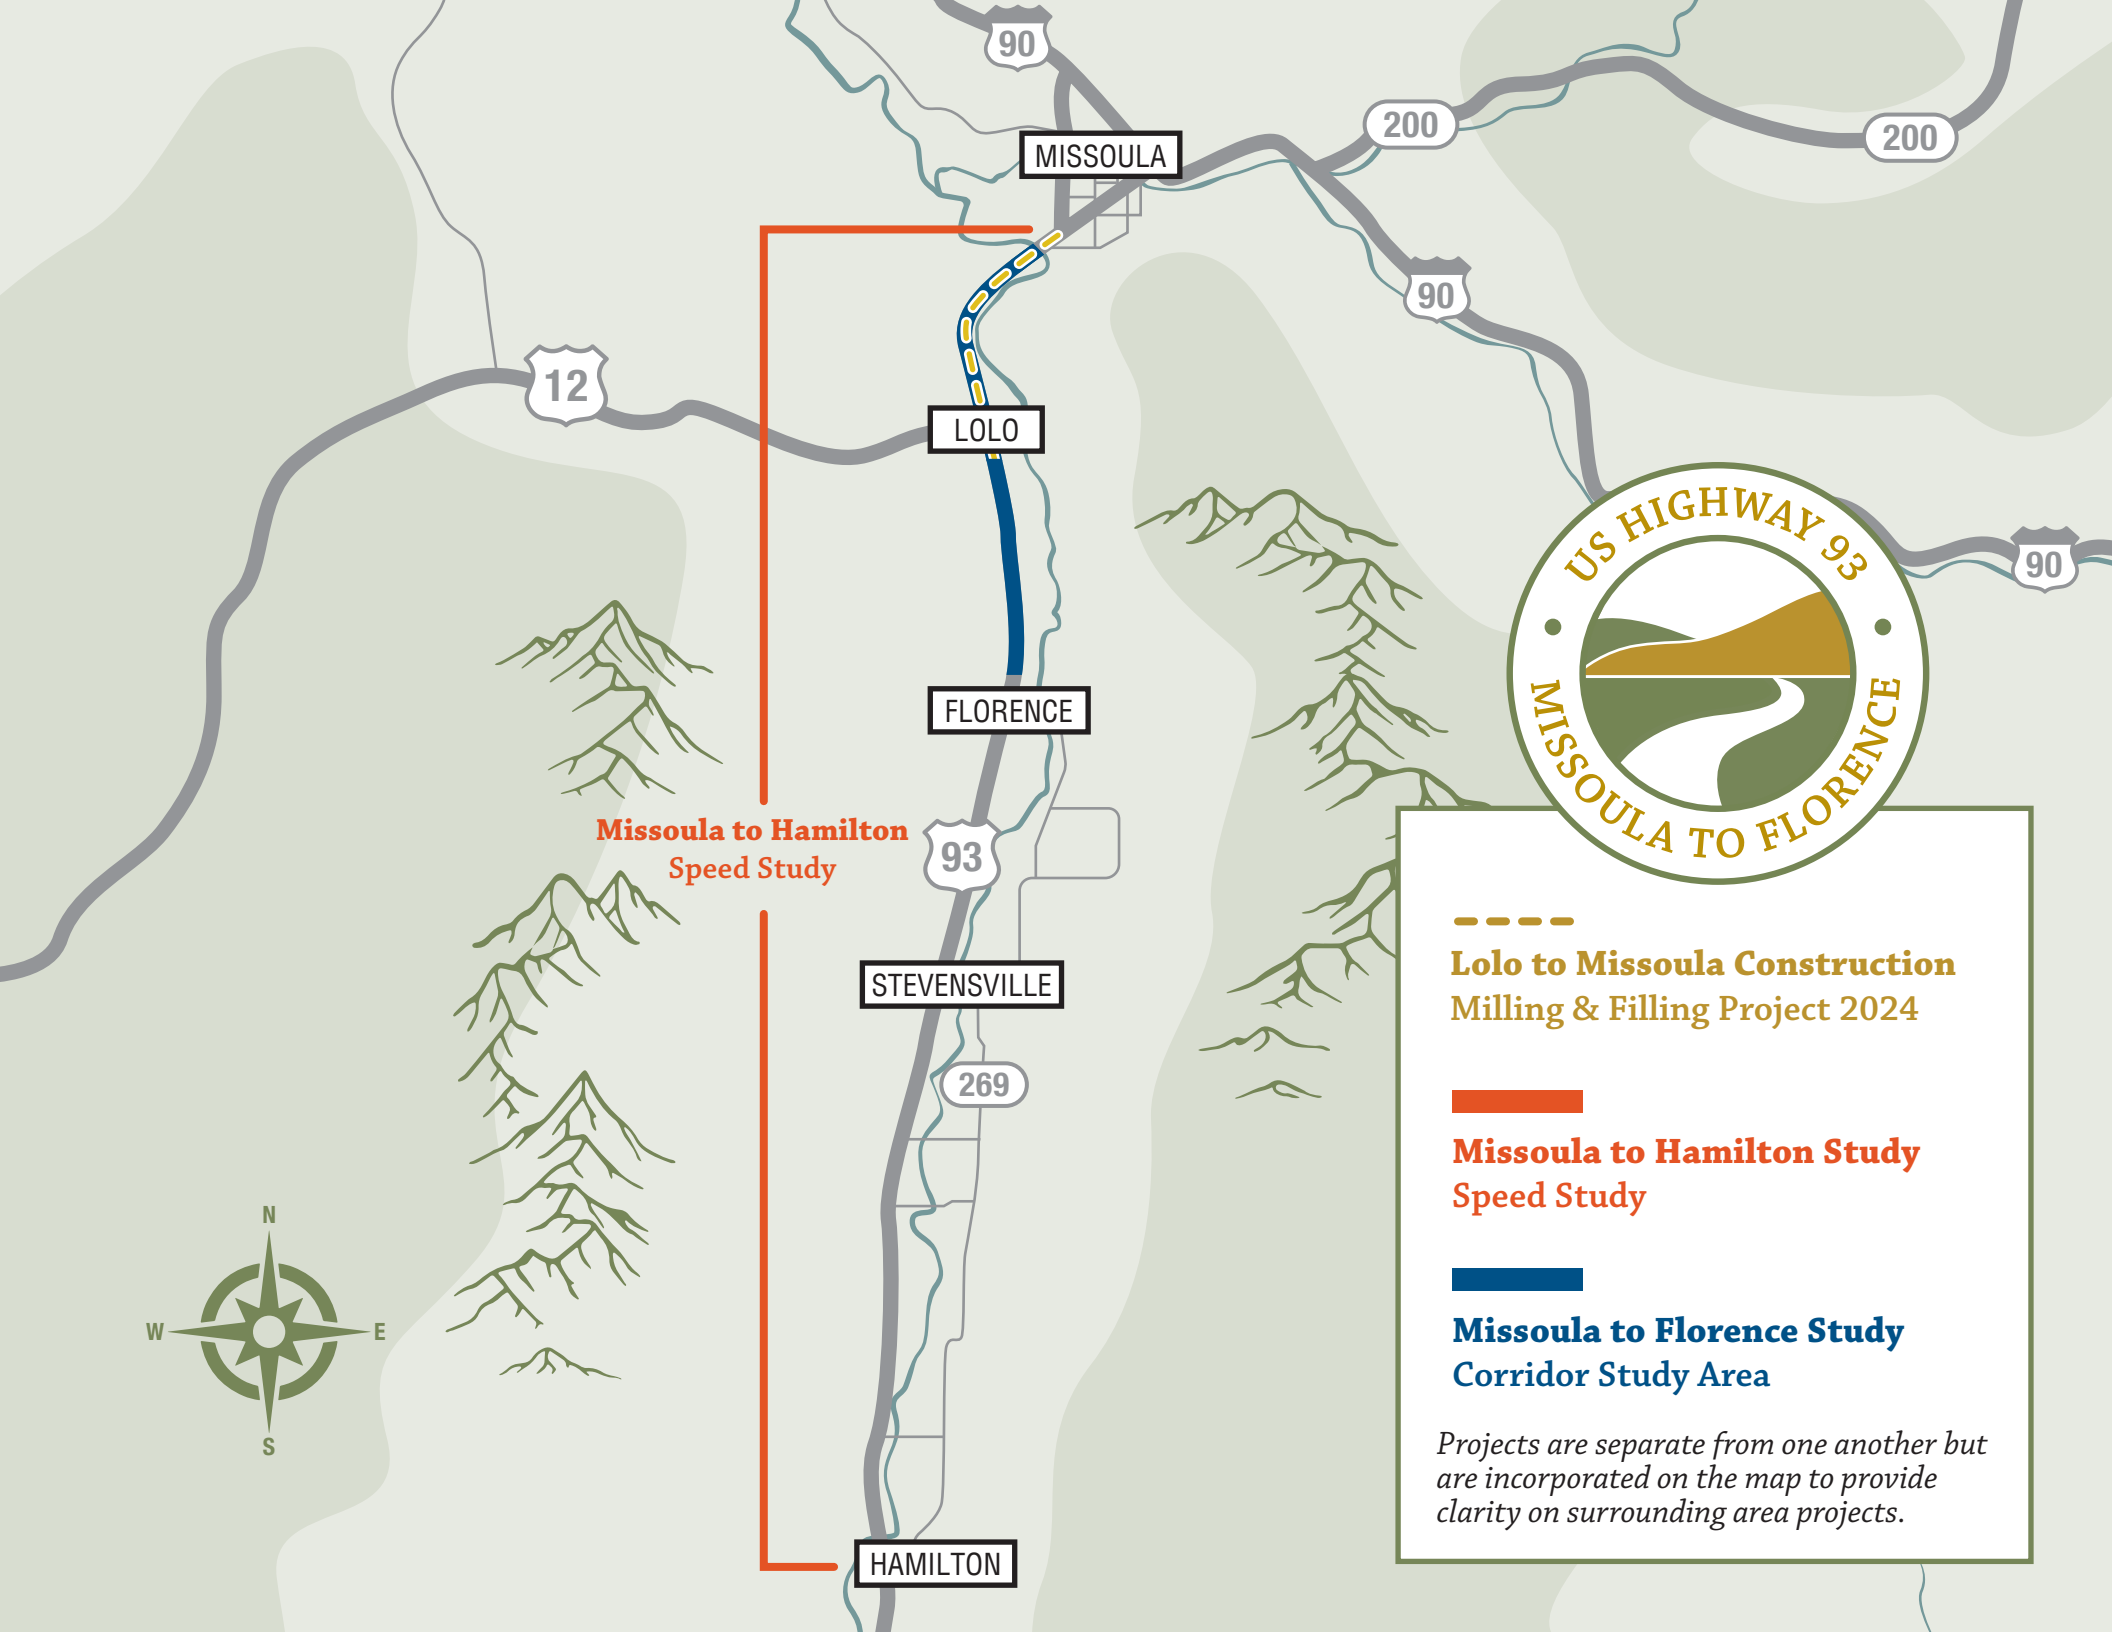 90
MISSOULA
200
200
90
12
LOLO
90
US HIGHWAY 93
MISSOULA TO FLORENCE
FLORENCE
Missoula to Hamilton
Speed Study
93
STEVENSVILLE
269
HAMILTON
N
W
E
S
Lolo to Missoula Construction
Milling & Filling Project 2024
Missoula to Hamilton Study
Speed Study
Missoula to Florence Study
Corridor Study Area
Projects are separate from one another but
are incorporated on the map to provide
clarity on surrounding area projects.